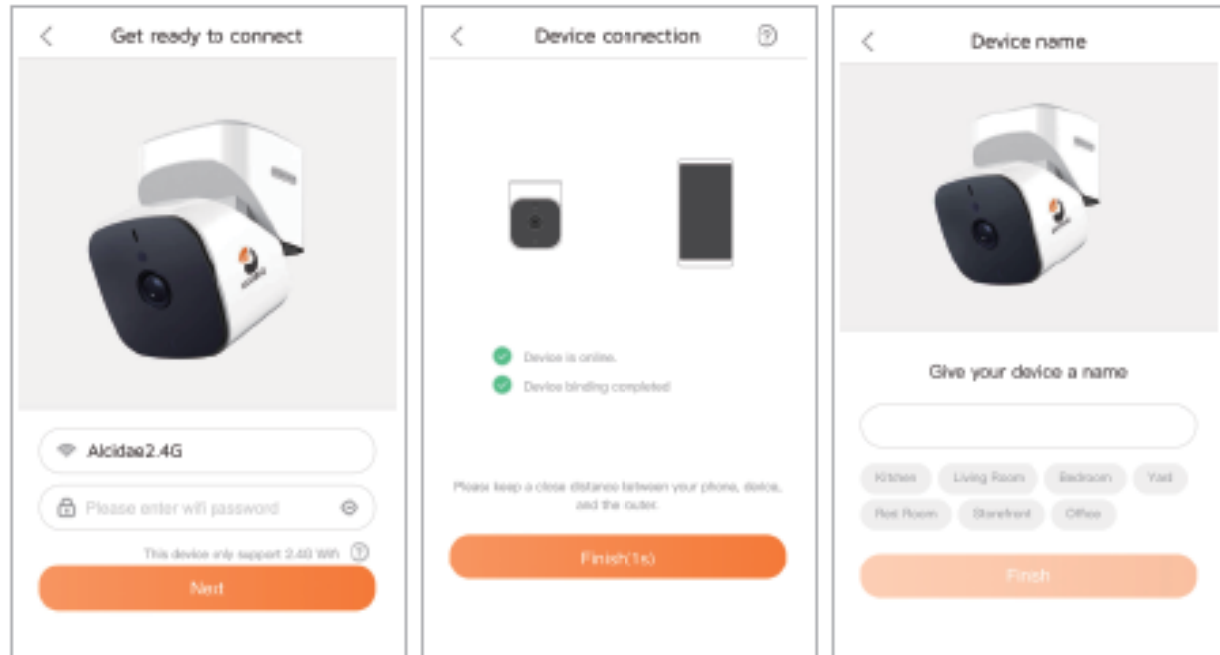 Get ready to connect
Alcidae2.4G
Please enter wifi password
This device only support 2.4G Wifi
Next
Device connection
Device is online.
Device binding completed
Please keep a close distance between your phone, device,
and the router.
Finish(1s)
Device name
Give your device a name
Kitchen Living Room Bedroom Yard
Rest Room Storefront Office
Finish